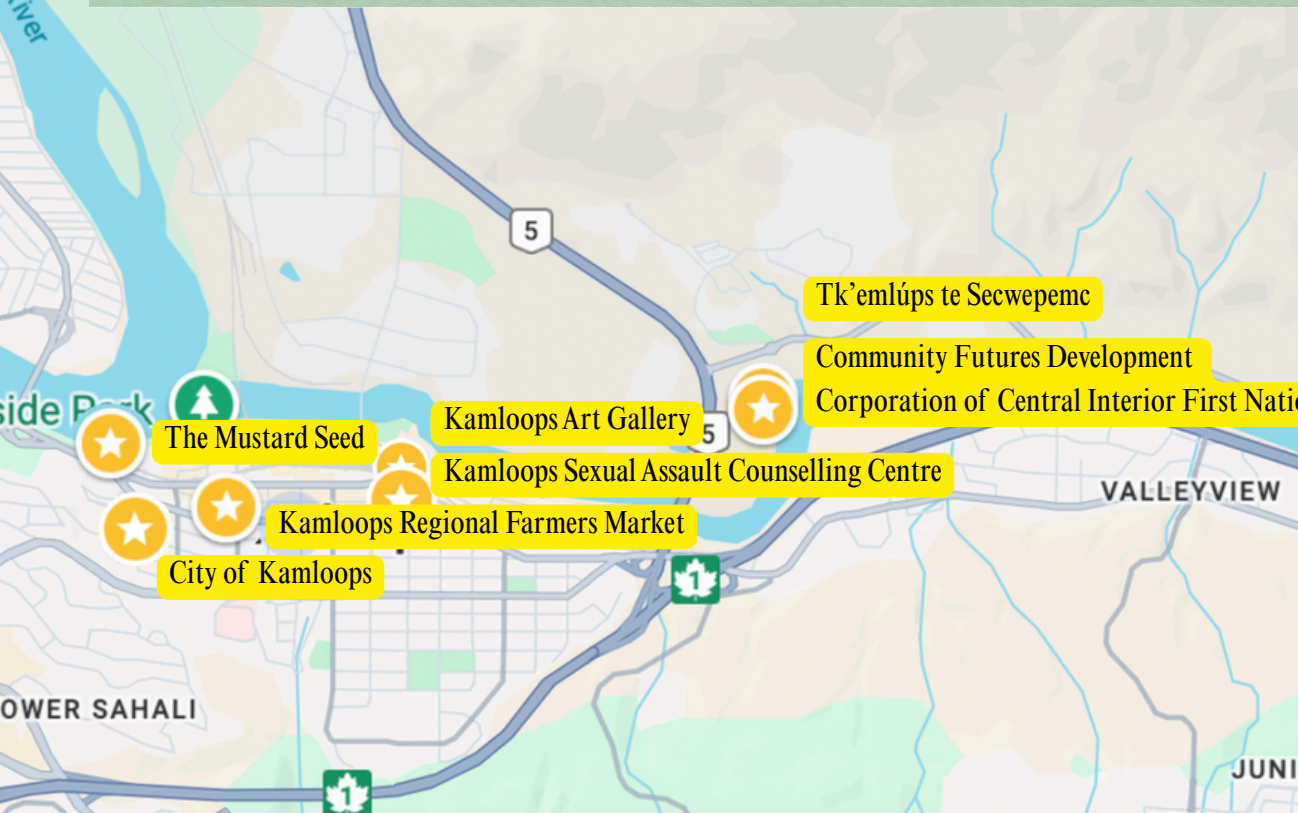 River
5
Tk’emlúps te Secwepemc
Community Futures Development
Corporation of Central Interior First
side Park
The Mustard Seed
Kamloops Art Gallery
5
Kamloops Sexual Assault Counselling Centre
VALLEYVIEW
Kamloops Regional Farmers Market
City of Kamloops
1
OWER SAHALI
1
JUNI